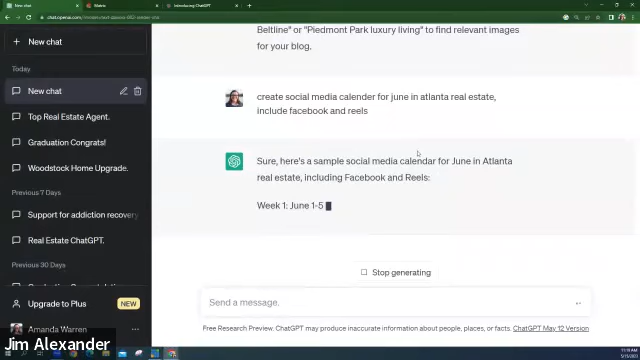 New chat
Matrix
Introducing ChatGPT
New chat
Beltline" or "Piedmont Park luxury living" to find relevant images
for your blog.
Today
New chat
Top Real Estate Agent.
Graduation Congrats!
Woodstock Home Upgrade.
Previous 7 Days
Support for addiction recovery
Real Estate ChatGPT.
Previous 30 Days
Upgrade to Plus
NEW
Amanda Warren
Jim Alexander
create social media calender for june in atlanta real estate,
include facebook and reels
Sure, here's a sample social media calendar for June in Atlanta
real estate, including Facebook and Reels:
Week 1: June 1-5
Stop generating
Send a message.
Free Research Preview. ChatGPT may produce inaccurate information about people, places, or facts. ChatGPT May 12 Version